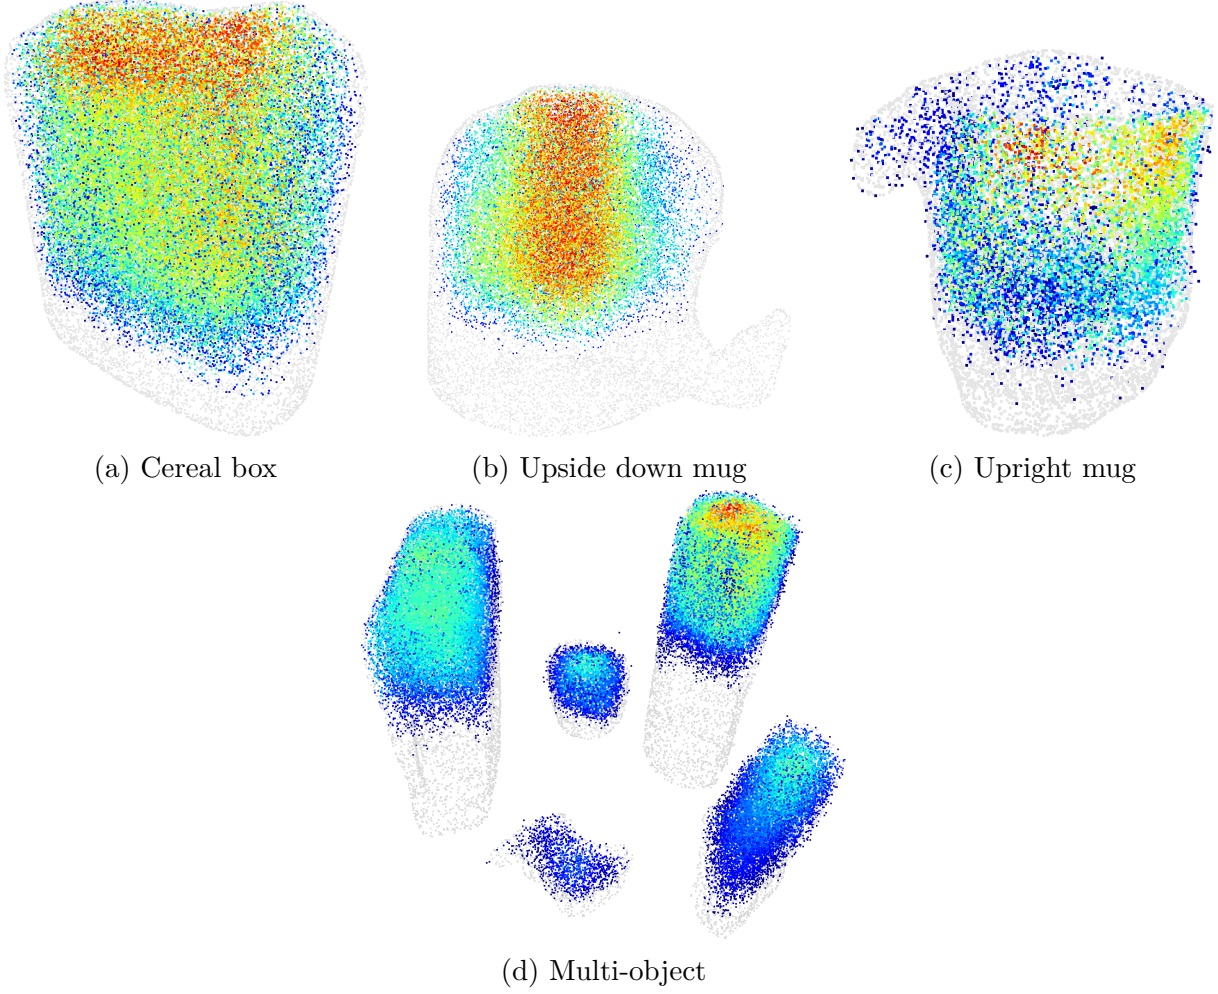 (a) Cereal box
(b) Upside down mug
(c) Upright mug
(d) Multi-object